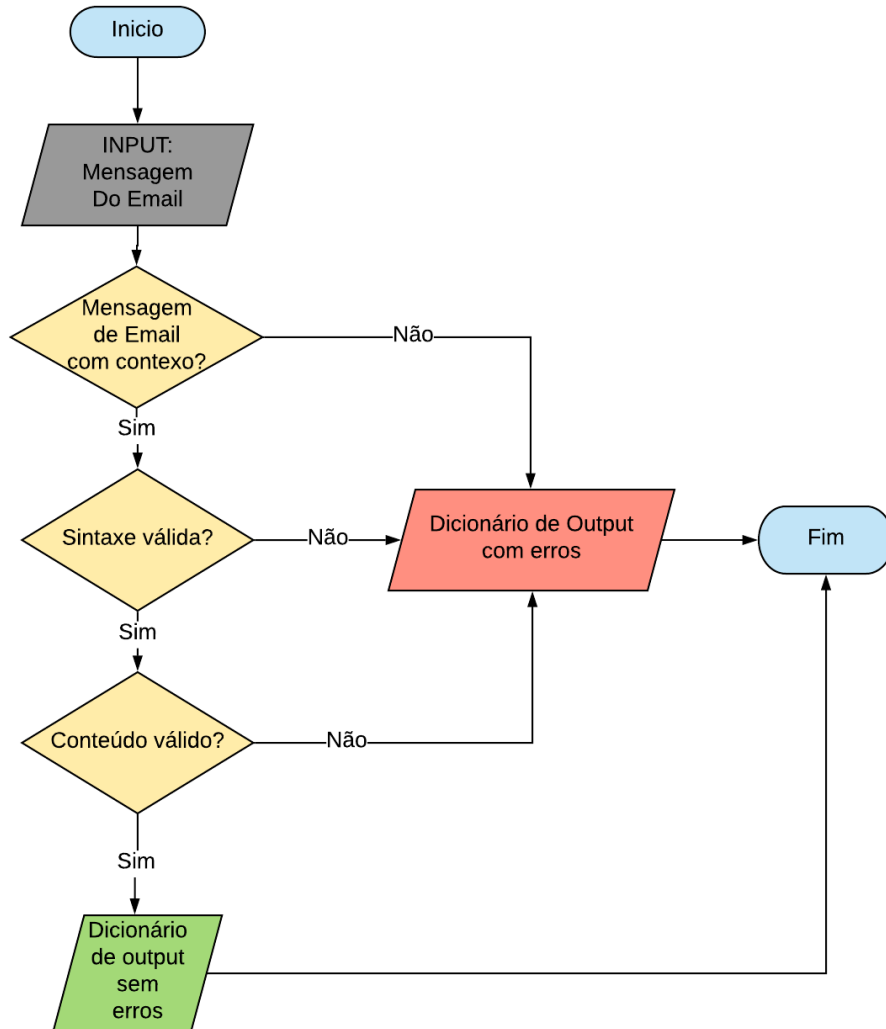 Inicio
INPUT:
Mensagem
Do Email
Mensagem
de Email
com contexo?
Não
Sim
Sintaxe válida?
Não
Dicionário de Output
com erros
Fim
Sim
Conteúdo válido?
Não
Sim
Dicionário
de output
sem
erros